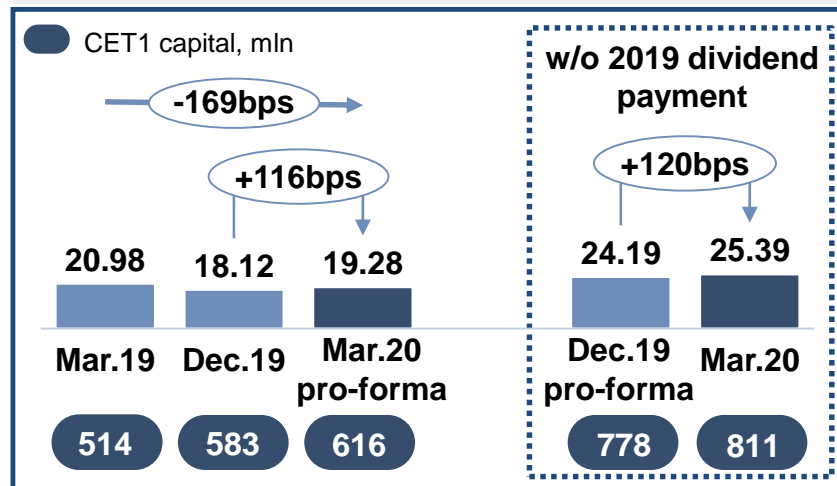 CET1 capital, mln
-169bps
+116bps
20.98
18.12
19.28
Mar.19
Dec.19
Mar.20
pro-forma
514
583
616
w/o 2019 dividend
payment
+120bps
24.19
25.39
Dec.19
pro-forma
Mar.20
778
811